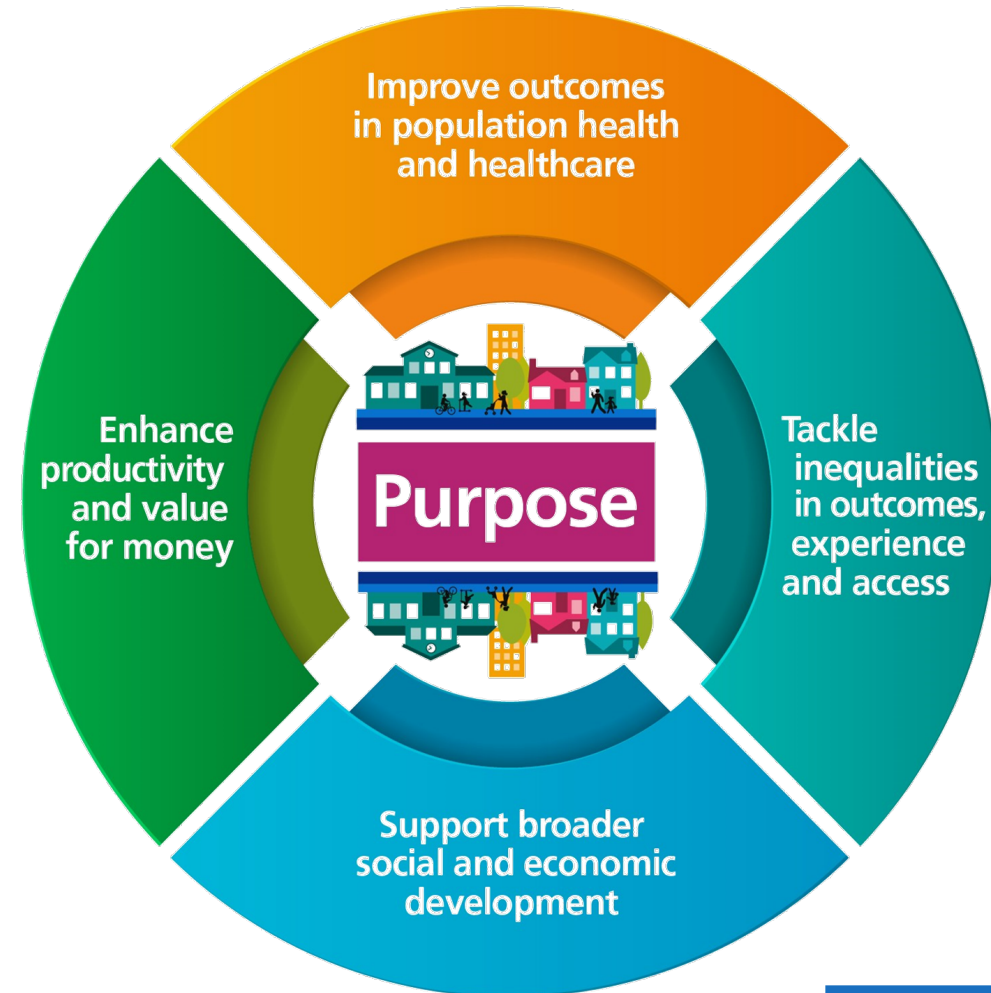 Improve outcomes
in population health
and healthcare
Tackle
inequalities
in outcomes,
experience
and access
Support broader
social and economic
development
Enhance
productivity
and value
for money
Purpose